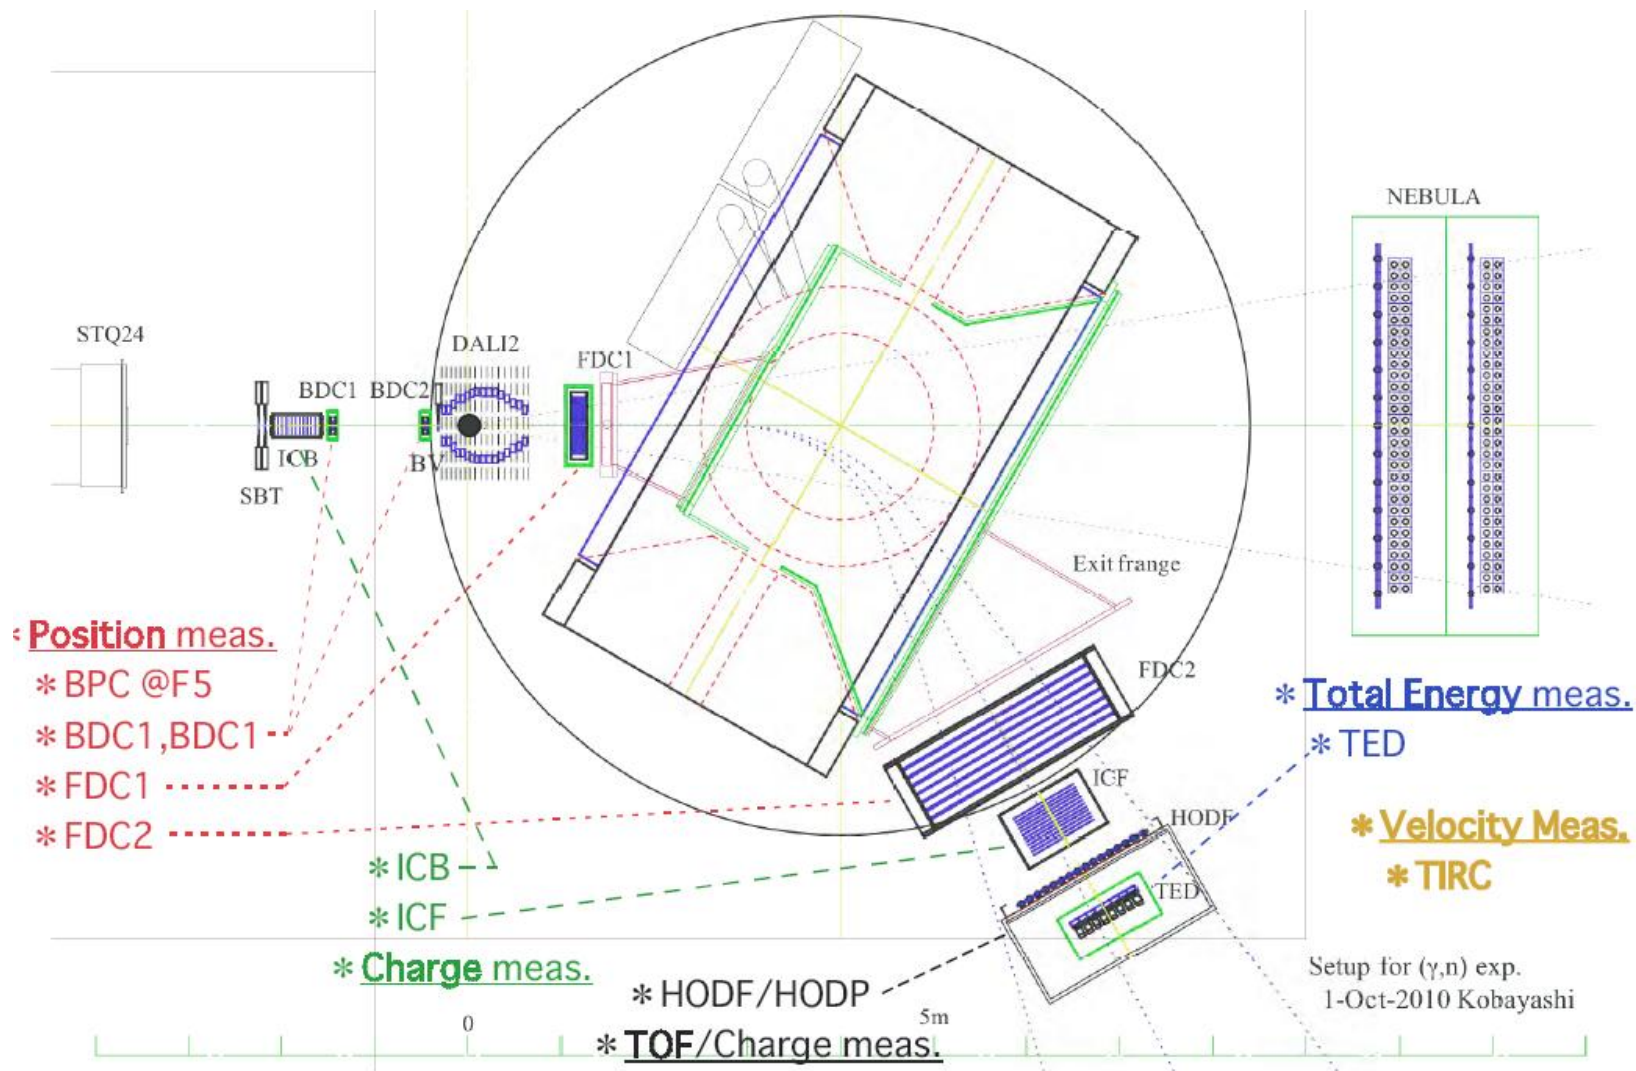 NEBULA
STQ24
DALI2
FDC1
BDC1
BDC2
ICB
BV
SBT
Exit frange
* Position meas.
* BPC @F5
* BDC1,BDC1
* FDC1
* FDC2
FDC2
* Total Energy meas.
* TED
ICF
HODF
* Velocity Meas.
* TIRC
* ICB
* ICF
TED
* Charge meas.
* HODF/HODP
* TOF/Charge meas.
Setup for (γ,n) exp.
1-Oct-2010 Kobayashi
0
5m